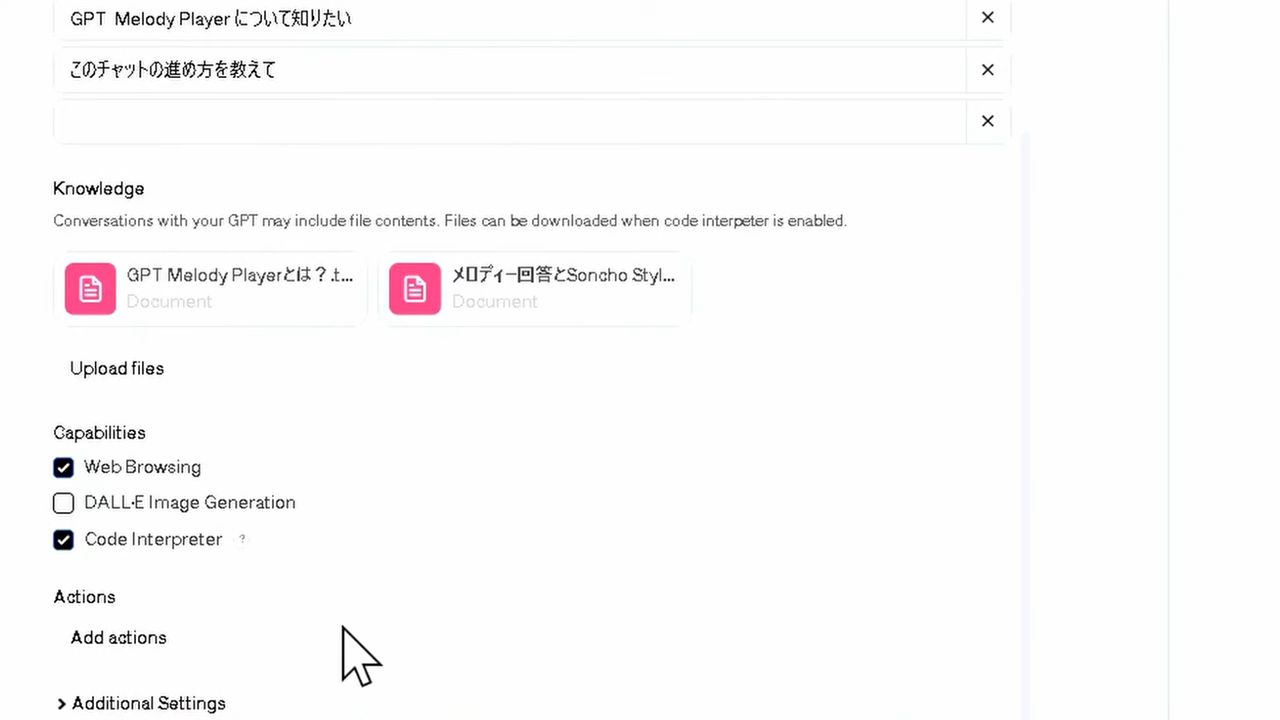 GPT Melody Player について知りたい
このチャットの進め方を教えて
Knowledge
Conversations with your GPT may include file contents. Files can be downloaded when code interpeter is enabled.
GPT Melody Playerとは？.t...
Document
メロディー回答とSoncho Styl...
Document
Upload files
Capabilities
Web Browsing
DALL·E Image Generation
Code Interpreter ?
Actions
Add actions
Additional Settings